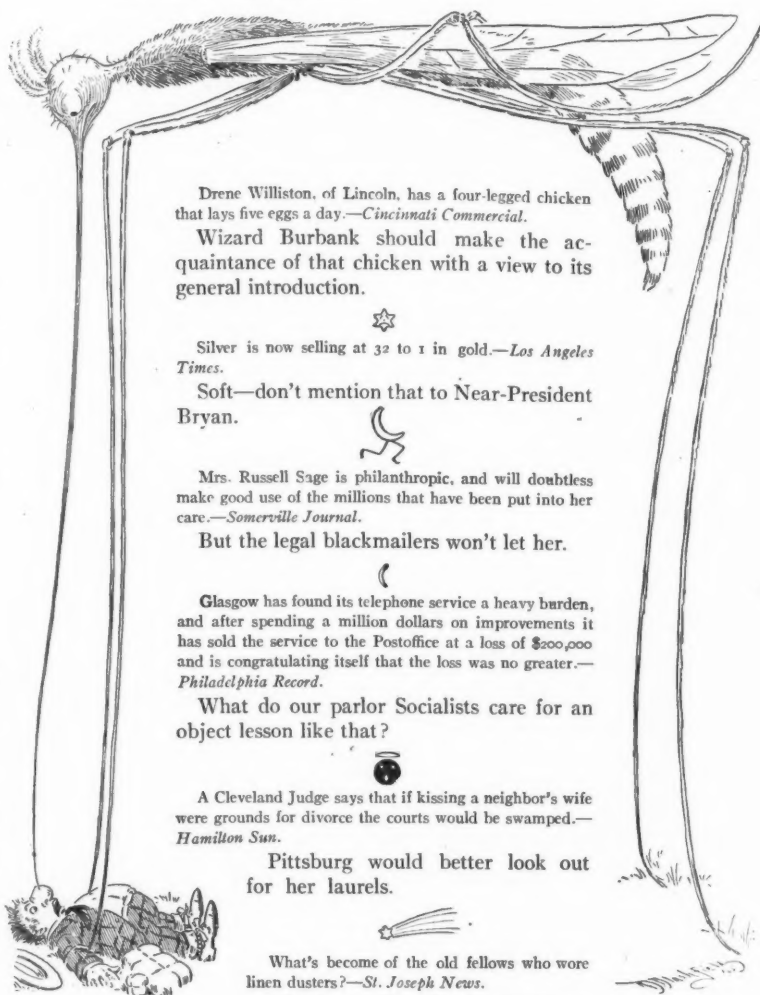 Drene Williston, of Lincoln, has a four-legged chicken
that lays five eggs a day.—Cincinnati Commercial.
Wizard Burbank should make the ac-
quaintance of that chicken with a view to its
general introduction.
Silver is now selling at 32 to 1 in gold.—Los Angeles
Times.
Soft—don't mention that to Near-President
Bryan.
Mrs. Russell Sage is philanthropic, and will doubtless
make good use of the millions that have been put into her
care.—Somerville Journal.
But the legal blackmailers won't let her.
Glasgow has found its telephone service a heavy burden,
and after spending a million dollars on improvements it
has sold the service to the Postoffice at a loss of $200,000
and is congratulating itself that the loss was no greater.—
Philadelphia Record.
What do our parlor Socialists care for an
object lesson like that?
A Cleveland Judge says that if kissing a neighbor's wife
were grounds for divorce the courts would be swamped.—
Hamilton Sun.
Pittsburg would better look out
for her laurels.
What's become of the old fellows who wore
linen dusters?—St. Joseph News.